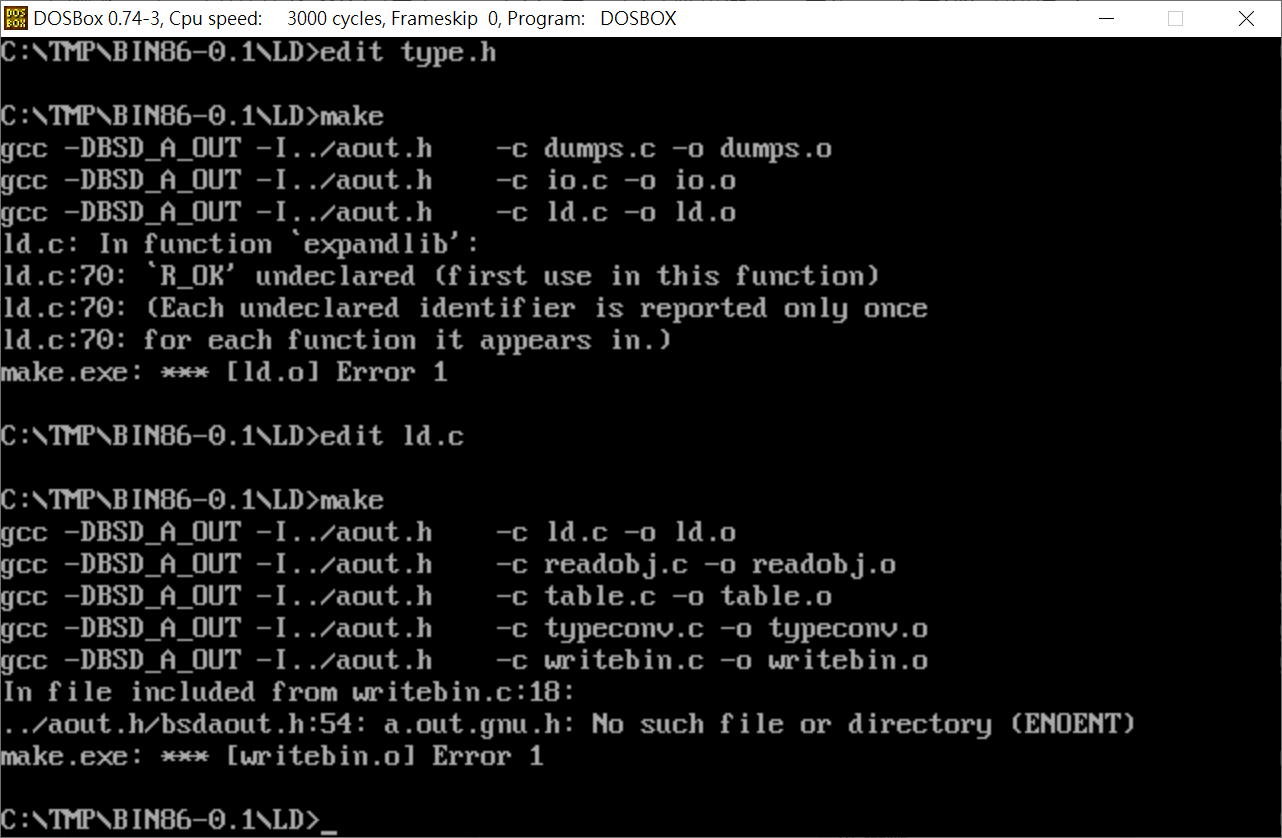 DOSBox 0.74-3, Cpu speed:    3000 cycles, Frameskip  0, Program:   DOSBOX
C:\TMP\BIN86-0.1\LD>edit type.h
C:\TMP\BIN86-0.1\LD>make
gcc -DBSD_A_OUT -I../aout.h    -c dumps.c -o dumps.o
gcc -DBSD_A_OUT -I../aout.h    -c io.c -o io.o
gcc -DBSD_A_OUT -I../aout.h    -c ld.c -o ld.o
ld.c: In function `expandlib':
ld.c:70: `R_OK' undeclared (first use in this function)
ld.c:70: (Each undeclared identifier is reported only once
ld.c:70: for each function it appears in.)
make.exe: *** [ld.o] Error 1
C:\TMP\BIN86-0.1\LD>edit ld.c
C:\TMP\BIN86-0.1\LD>make
gcc -DBSD_A_OUT -I../aout.h    -c ld.c -o ld.o
gcc -DBSD_A_OUT -I../aout.h    -c readobj.c -o readobj.o
gcc -DBSD_A_OUT -I../aout.h    -c table.c -o table.o
gcc -DBSD_A_OUT -I../aout.h    -c typeconv.c -o typeconv.o
gcc -DBSD_A_OUT -I../aout.h    -c writebin.c -o writebin.o
In file included from writebin.c:18:
../aout.h/bsdaout.h:54: a.out.gnu.h: No such file or directory (ENOENT)
make.exe: *** [writebin.o] Error 1
C:\TMP\BIN86-0.1\LD>_